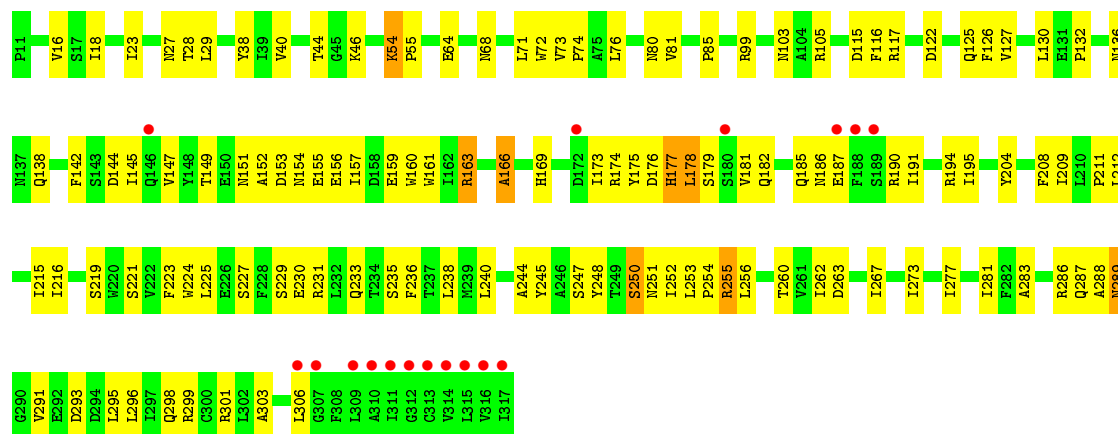 P11 V16 S17 I18 I23 N27 T28 L29 Y38 I39 V40 T44 G45 K46 K54 P55 E64 N68 L71 W72 V73 P74 A75 L76 N80 V81 P85 R99 N103 A104 R105 D115 F116 R117 D122 Q125 F126 V127 L130 E131 P132 N136
N137 Q138 F142 S143 D144 I145 Q146 V147 Y148 T149 E150 N151 A152 D153 N154 E155 E156 I157 D158 E159 W160 W161 I162 R163 A166 H169 D172 I173 R174 Y175 D176 H177 L178 S179 S180 V181 Q182 Q185 N186 E187 F188 S189 R190 I191 R194 I195 Y204 F208 I209 L210 P211 L212
I215 I216 S219 W220 S221 V222 F223 W224 L225 E226 S227 F228 S229 E230 R231 L232 Q233 T234 S235 F236 T237 L238 M239 L240 A244 Y245 A246 S247 Y248 T249 S250 N251 I252 L253 P254 R255 L256 T260 V261 I262 D263 I267 I273 I277 I281 F282 A283 R286 Q287 A288 N289
G290 V291 E292 D293 D294 L295 L296 I297 Q298 R299 C300 R301 L302 A303 L306 G307 F308 L309 A310 I311 G312 C313 V314 L315 V316 I317